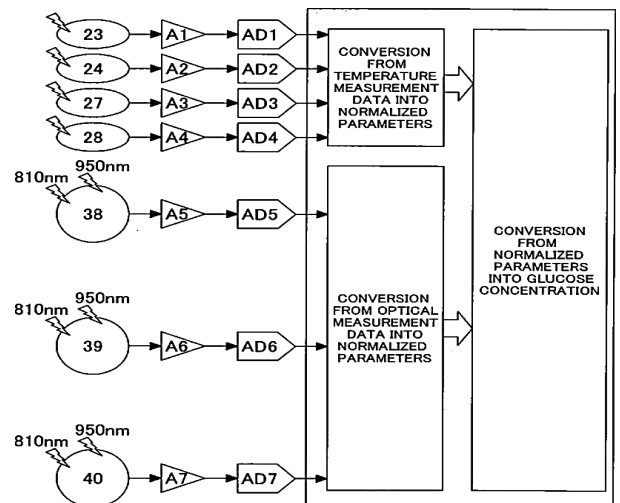 23 A1 AD1
24 A2 AD2
27 A3 AD3
28 A4 AD4
CONVERSION
FROM
TEMPERATURE
MEASUREMENT
DATA INTO
NORMALIZED
PARAMETERS
810nm 950nm
38 A5 AD5
810nm 950nm
39 A6 AD6
810nm 950nm
40 A7 AD7
CONVERSION
FROM OPTICAL
MEASUREMENT
DATA INTO
NORMALIZED
PARAMETERS
CONVERSION
FROM
NORMALIZED
PARAMETERS
INTO GLUCOSE
CONCENTRATION